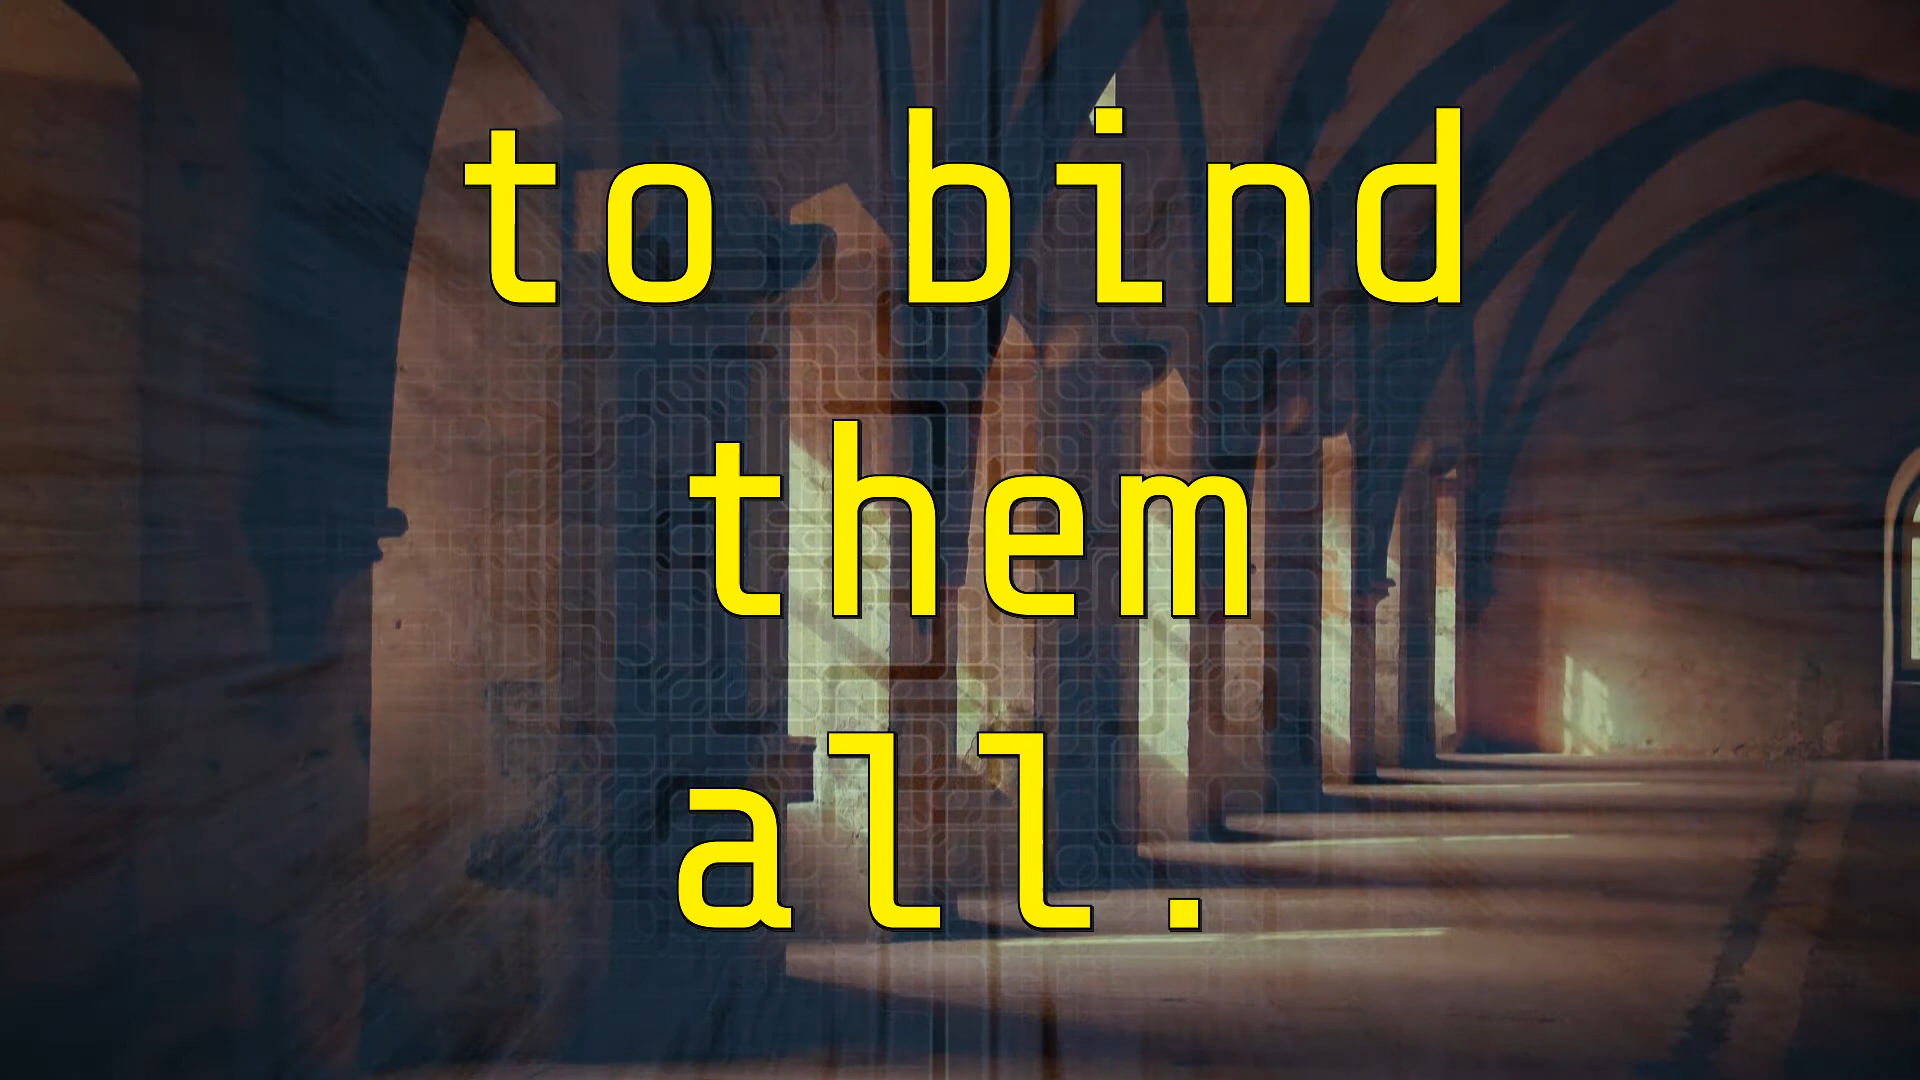 to bind
them
all.